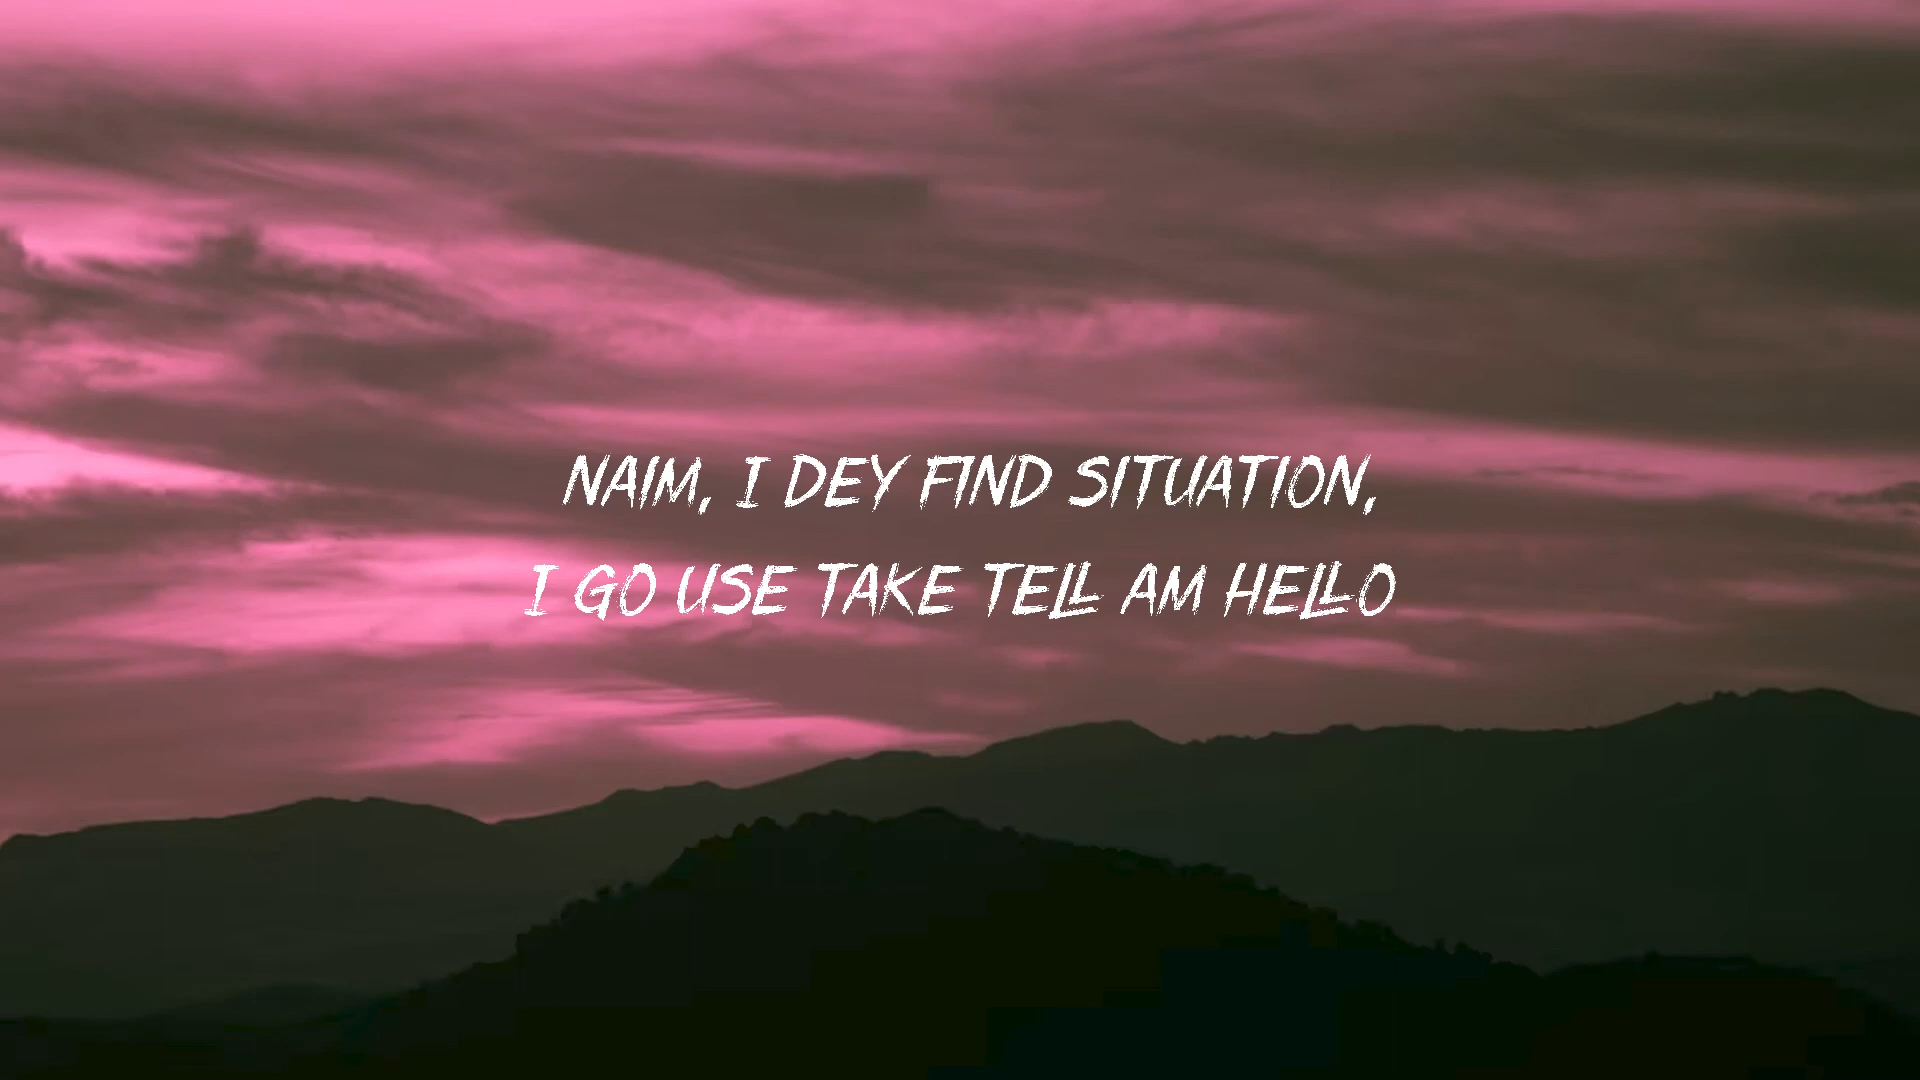 NAIM, I DEY FIND SITUATION,
I GO USE TAKE TELL AM HELLO